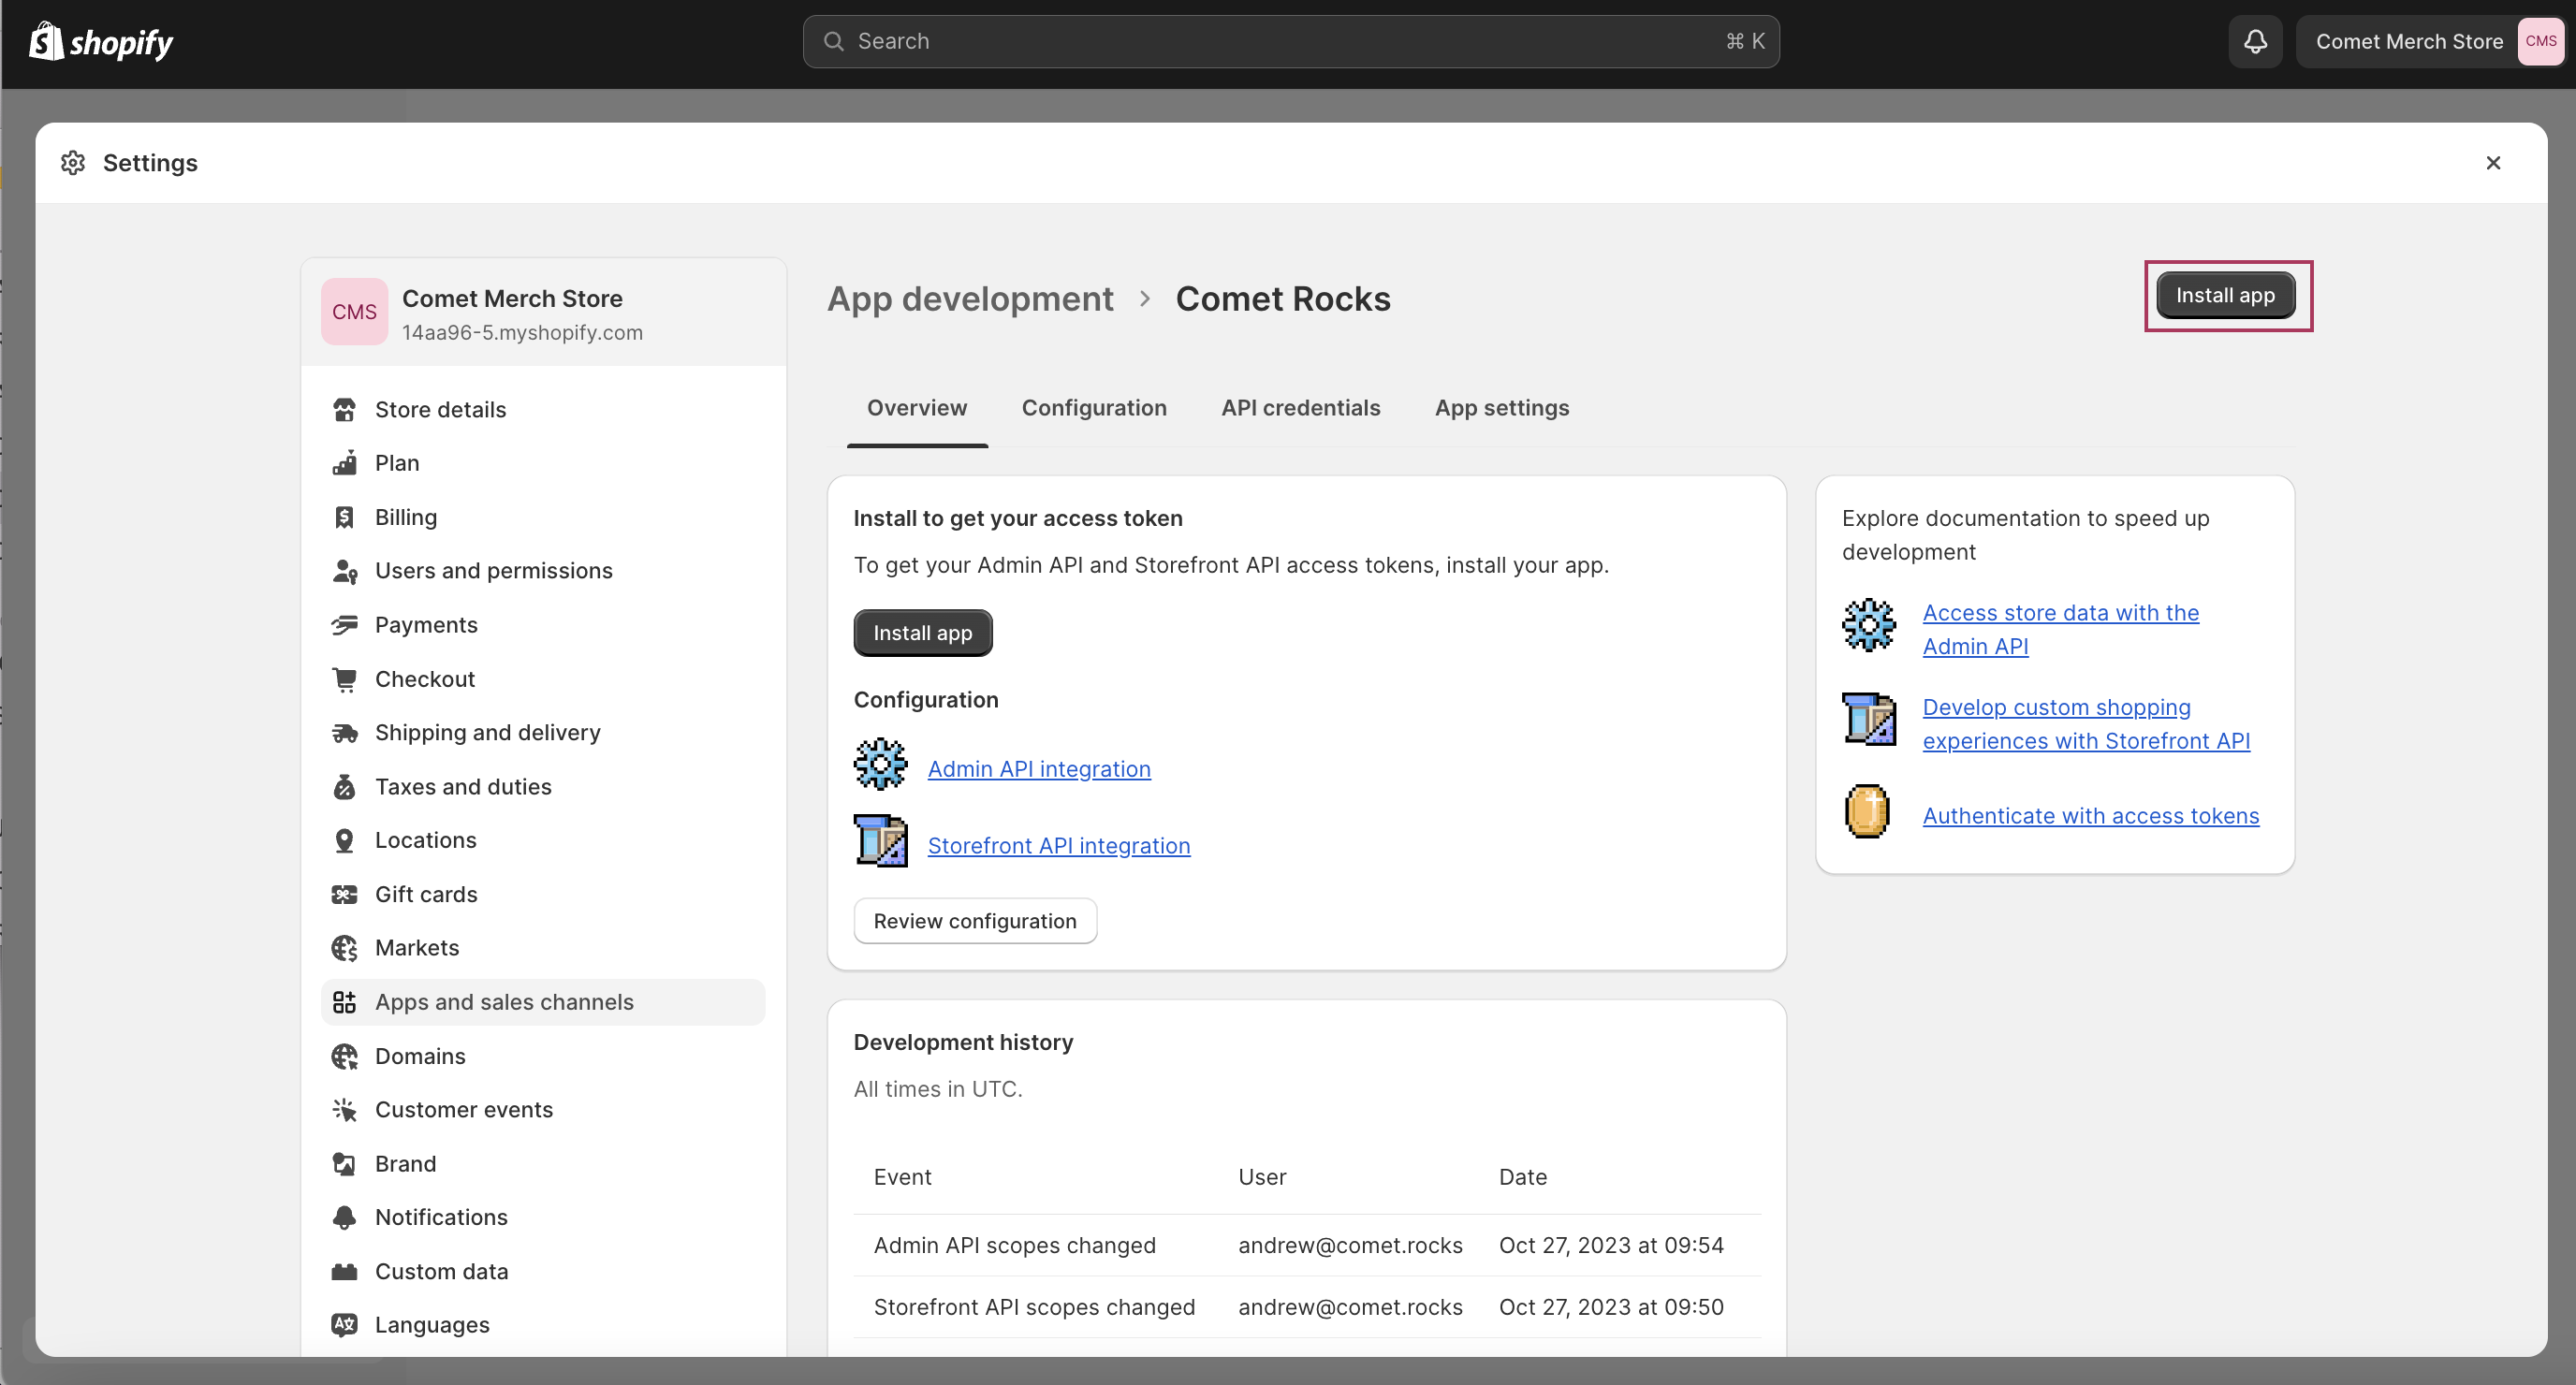 shopify
Search
⌘ K
Comet Merch Store
CMS
Settings
CMS
Comet Merch Store
14aa96-5.myshopify.com
Store details
Plan
Billing
Users and permissions
Payments
Checkout
Shipping and delivery
Taxes and duties
Locations
Gift cards
Markets
Apps and sales channels
Domains
Customer events
Brand
Notifications
Custom data
Languages
App development
Comet Rocks
Install app
Overview
Configuration
API credentials
App settings
Install to get your access token
To get your Admin API and Storefront API access tokens, install your app.
Install app
Configuration
Admin API integration
Storefront API integration
Review configuration
Explore documentation to speed up
development
Access store data with the
Admin API
Develop custom shopping
experiences with Storefront API
Authenticate with access tokens
Development history
All times in UTC.
Event User Date
Admin API scopes changed andrew@comet.rocks Oct 27, 2023 at 09:54
Storefront API scopes changed andrew@comet.rocks Oct 27, 2023 at 09:50